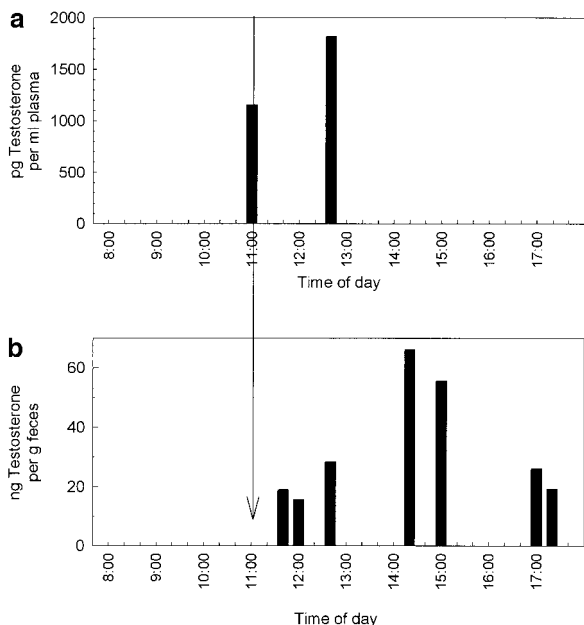 a
pg Testosterone
per ml plasma
2000
1500
1000
500
0
8:00 9:00 10:00 11:00 12:00 13:00 14:00 15:00 16:00 17:00
Time of day
b
ng Testosterone
per g feces
60
40
20
0
8:00 9:00 10:00 11:00 12:00 13:00 14:00 15:00 16:00 17:00
Time of day